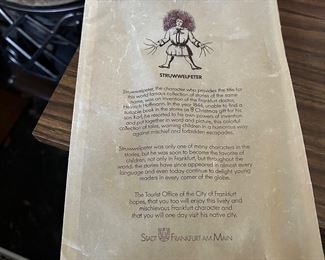 STRUWWELPETER
Struwwelpeter, the character who provides the title for
this world famous collection of stories of the same
name, was an invention of the Frankfurt doctor,
Heinrich Hoffmann. In the year 1844, unable to find a
suitable book in the stores as a Christmas gift for his
son Karl, he resorted to his own powers of invention
and put together in word and picture, this colorful
collection of tales, warning children in a humorous way
against mischief and forbidden escapades.
Struwwelpeter was only one of many characters in the
stories, but he was soon to become the favorite of
children, not only in Frankfurt, but throughout the
world; the stories have since appeared in almost every
language and even today continue to delight young
readers in every corner of the globe.
The Tourist Office of the City of Frankfurt
hopes, that you too will enjoy this lively and
mischievous Frankfurt character and
that you will one day visit his native city.
STADT FRANKFURT AM MAIN